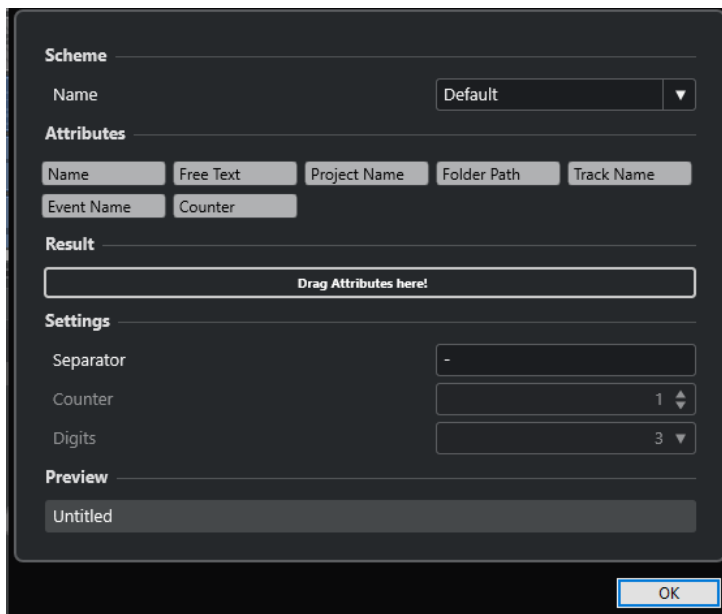 Scheme
Name Default
Attributes
Name Free Text Project Name Folder Path Track Name
Event Name Counter
Result
Drag Attributes here!
Settings
Separator -
Counter 1
Digits 3
Preview
Untitled
OK